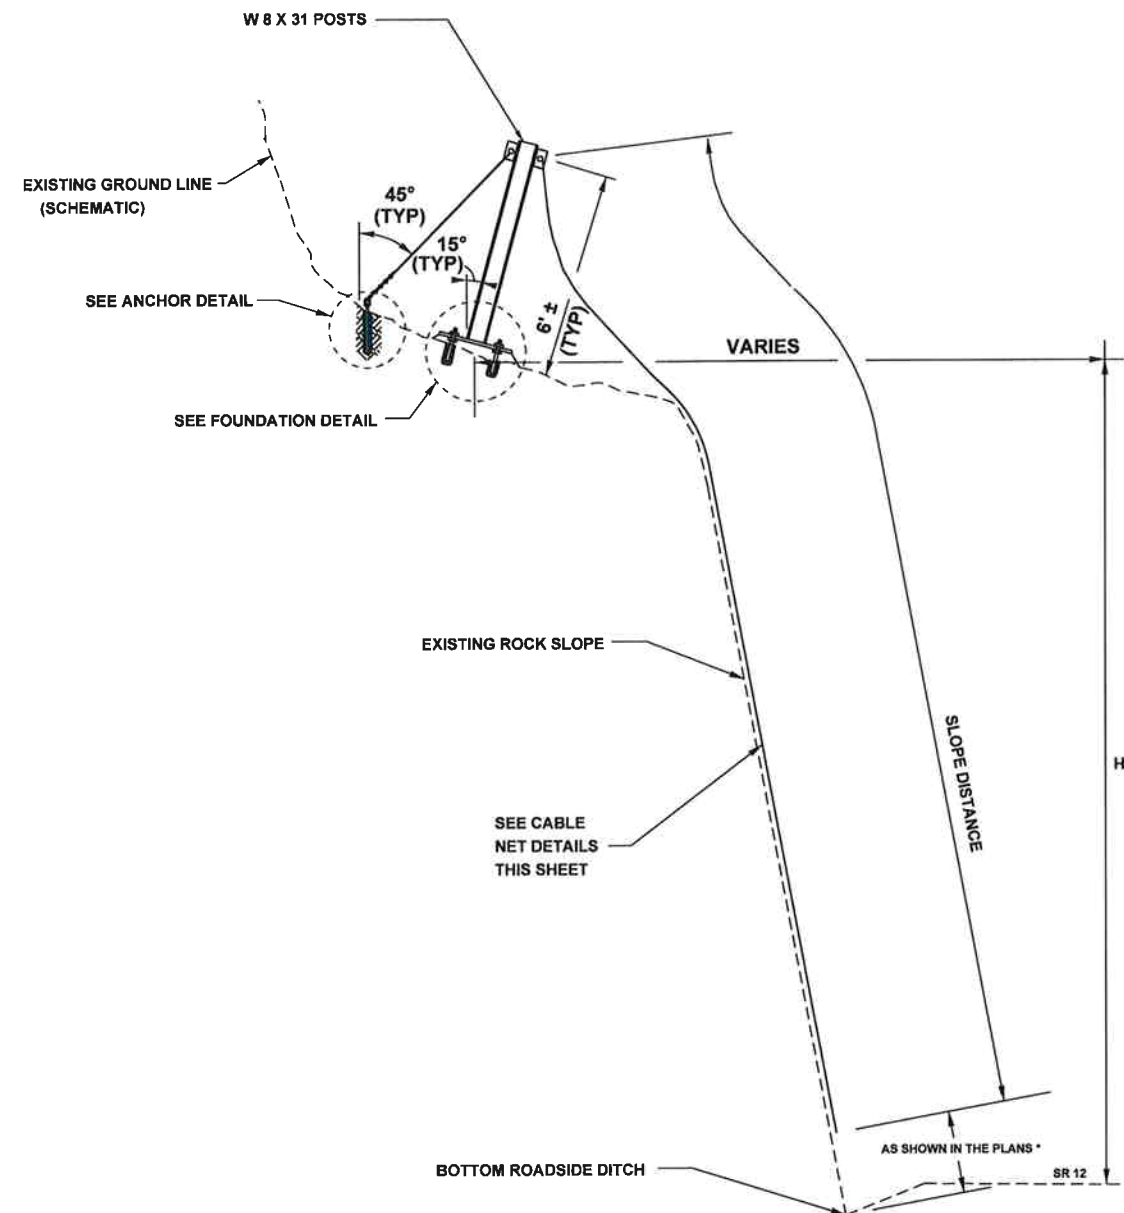 W 8 X 31 POSTS
EXISTING GROUND LINE
(SCHEMATIC)
45°
(TYP)
15°
(TYP)
SEE ANCHOR DETAIL
6' ±
(TYP)
VARIES
SEE FOUNDATION DETAIL
EXISTING ROCK SLOPE
SLOPE DISTANCE
H
SEE CABLE
NET DETAILS
THIS SHEET
AS SHOWN IN THE PLANS *
BOTTOM ROADSIDE DITCH
SR 12